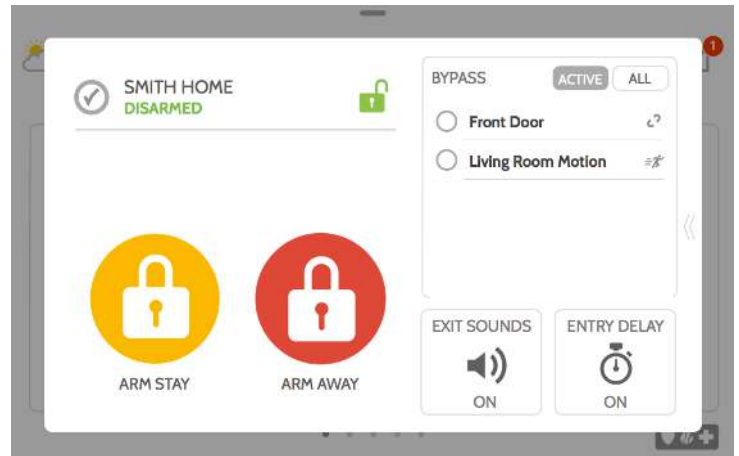 SMITH HOME
DISARMED
ARM STAY
ARM AWAY
BYPASS
ACTIVE
ALL
Front Door
Living Room Motion
EXIT SOUNDS
ON
ENTRY DELAY
ON
1